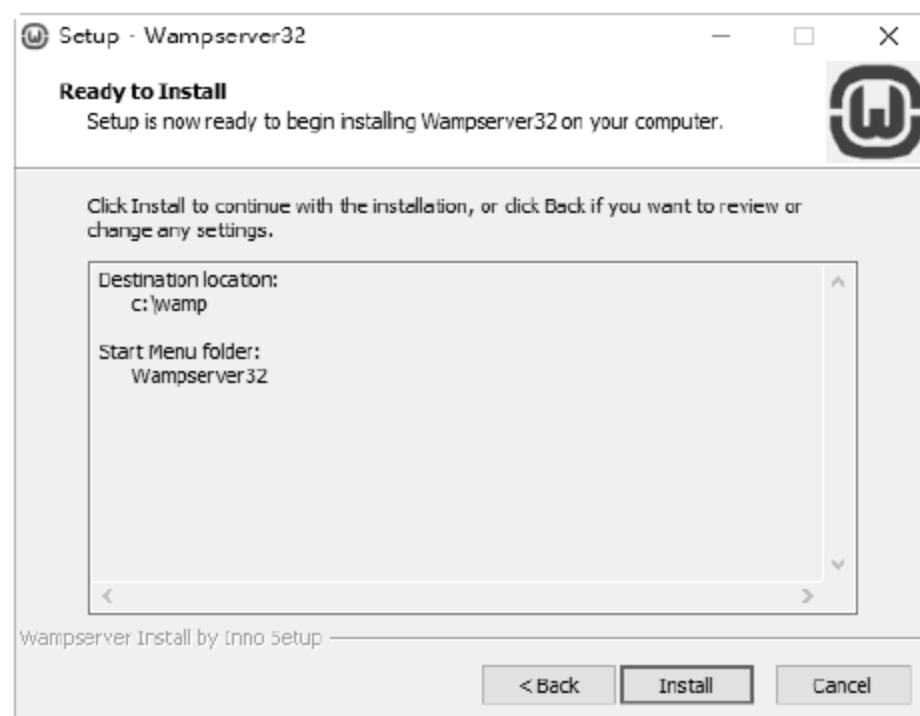 Setup - Wampserver32
Ready to Install
Setup is now ready to begin installing Wampserver32 on your computer.
Click Install to continue with the installation, or click Back if you want to review or
change any settings.
Destination location:
c:\wamp
Start Menu folder:
Wampserver32
Wampserver Install by Inno Setup
< Back
Install
Cancel